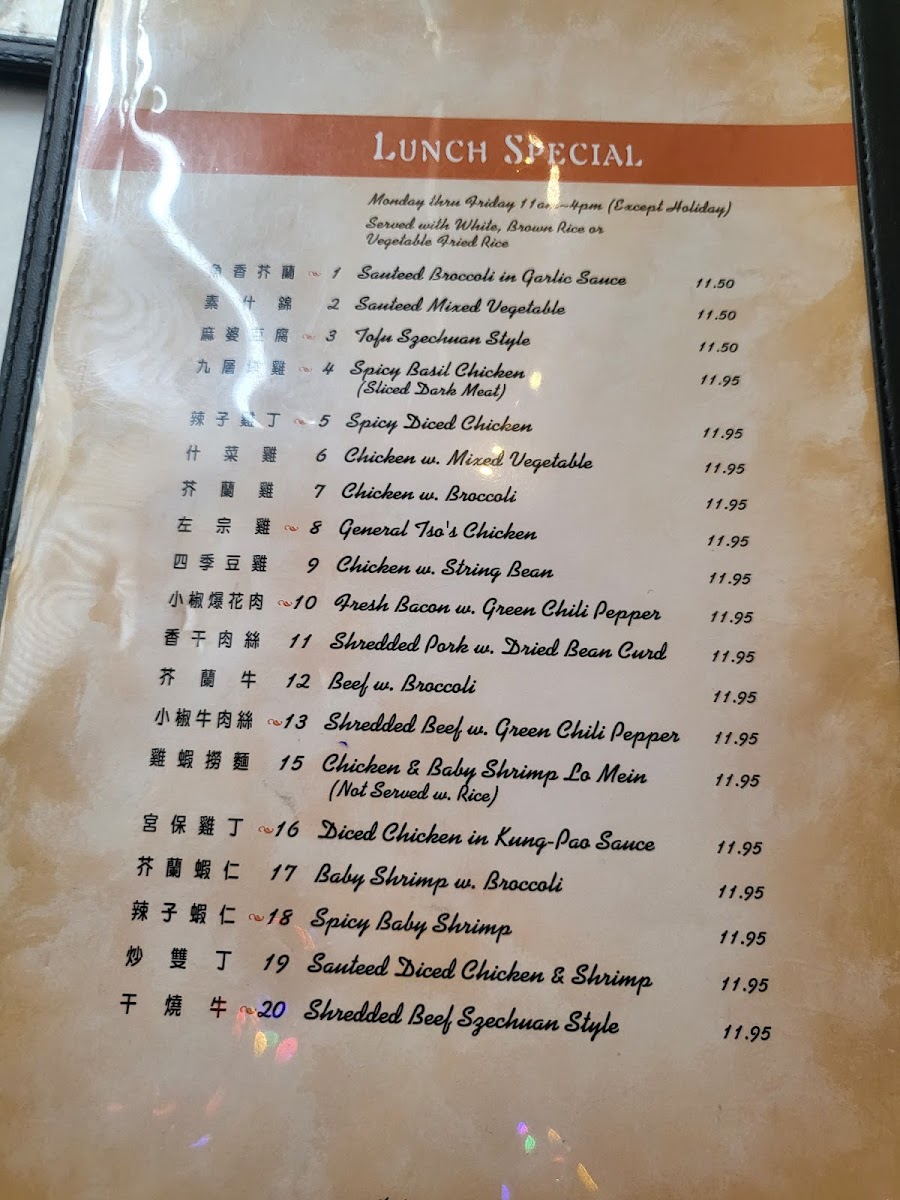 LUNCH SPECIAL
Monday thru Friday 11am~4pm (Except Holiday)
Served with White, Brown Rice or
Vegetable Fried Rice
魚香芥蘭 1 Sauteed Broccoli in Garlic Sauce 11.50
素什錦 2 Sauteed Mixed Vegetable 11.50
麻婆豆腐 3 Tofu Szechuan Style 11.50
九層塔雞 4 Spicy Basil Chicken 11.95
(Sliced Dark Meat)
辣子雞丁 5 Spicy Diced Chicken 11.95
什菜雞 6 Chicken w. Mixed Vegetable 11.95
芥蘭雞 7 Chicken w. Broccoli 11.95
左宗雞 8 General Tso's Chicken 11.95
四季豆雞 9 Chicken w. String Bean 11.95
小椒爆花肉 10 Fresh Bacon w. Green Chili Pepper 11.95
香干肉絲 11 Shredded Pork w. Dried Bean Curd 11.95
芥蘭牛 12 Beef w. Broccoli 11.95
小椒牛肉絲 13 Shredded Beef w. Green Chili Pepper 11.95
雞蝦撈麵 15 Chicken & Baby Shrimp Lo Mein 11.95
(Not Served w. Rice)
宮保雞丁 16 Diced Chicken in Kung-Pao Sauce 11.95
芥蘭蝦仁 17 Baby Shrimp w. Broccoli 11.95
辣子蝦仁 18 Spicy Baby Shrimp 11.95
炒雙丁 19 Sauteed Diced Chicken & Shrimp 11.95
干燒牛 20 Shredded Beef Szechuan Style 11.95